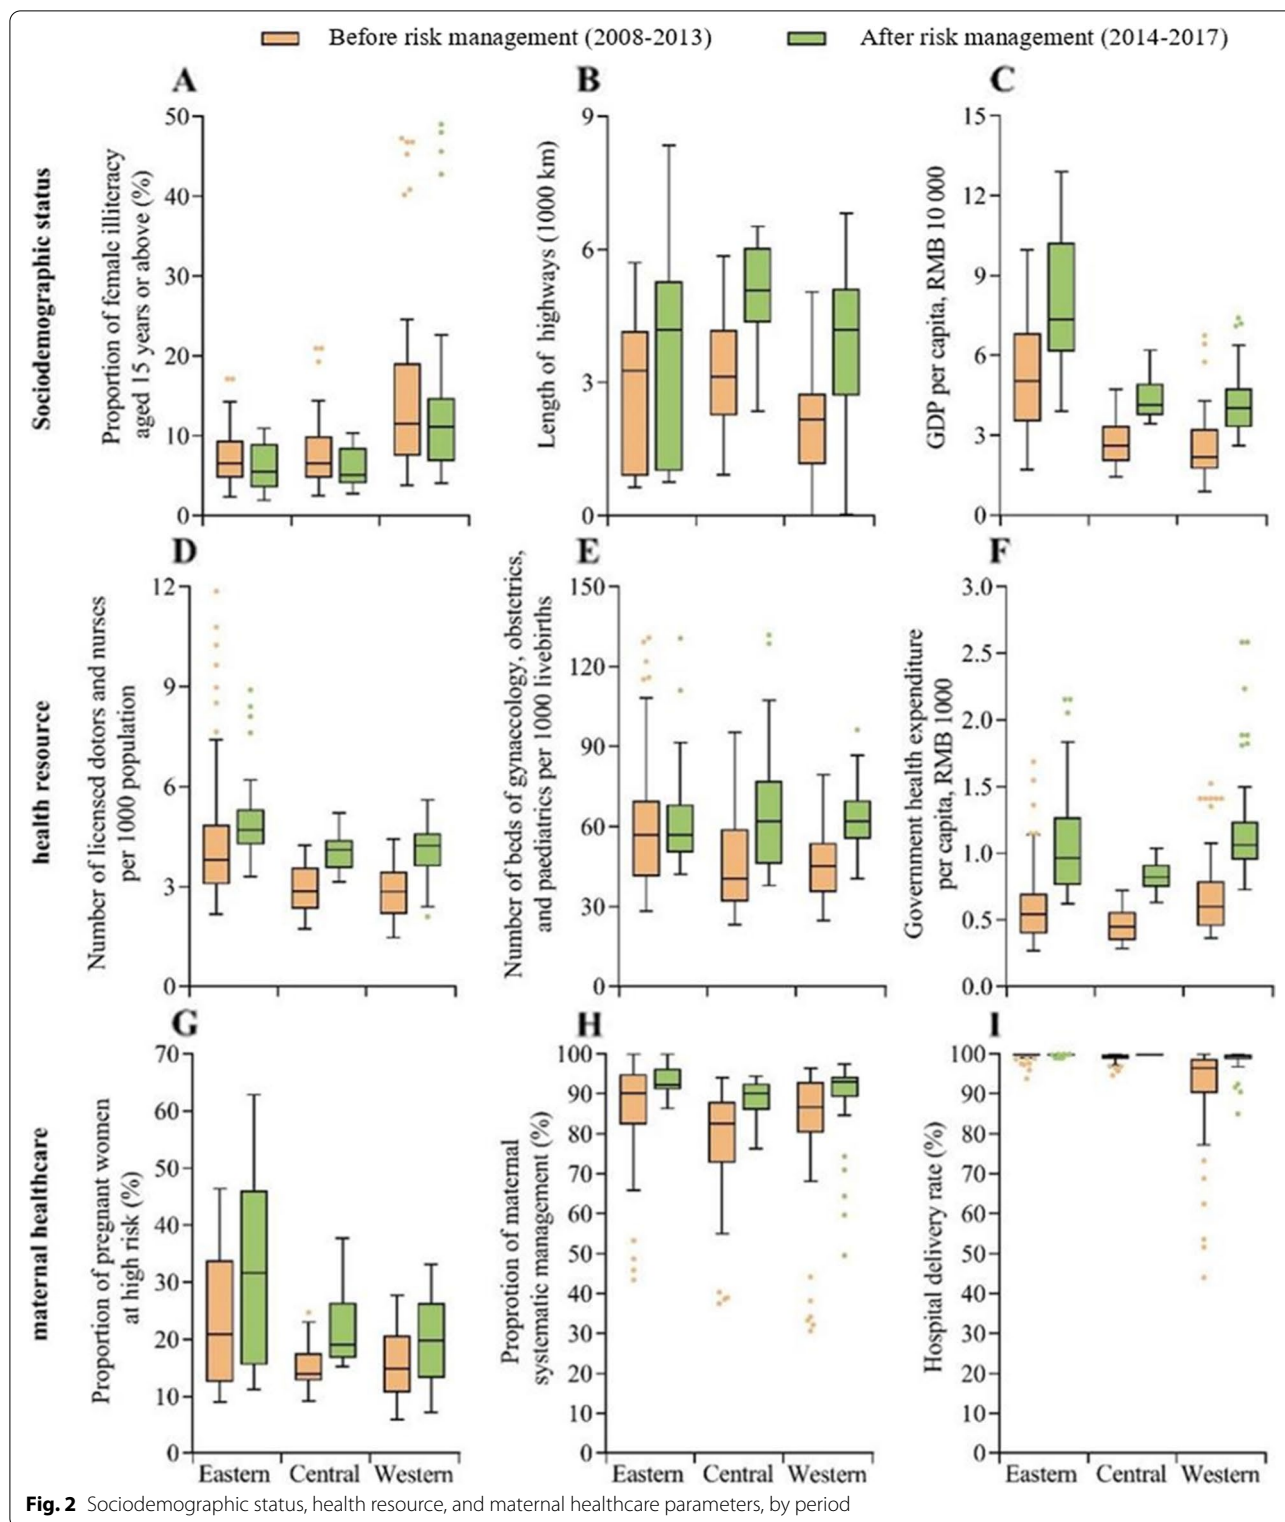 Before risk management (2008-2013) After risk management (2014-2017)
A B C
Sociodemographic status
Proportion of female illiteracy
aged 15 years or above (%)
50
40
30
20
10
0
Length of highways (1000 km)
9
6
3
0
GDP per capita, RMB 10 000
15
12
9
6
3
0
D E F
health resource
Number of licensed dotors and nurses
per 1000 population
12
9
6
3
0
Number of beds of gynaccology, obstetrics,
and paediatrics per 1000 livebirths
150
120
90
60
30
0
Government health expenditure
per capita, RMB 1000
3.0
2.5
2.0
1.5
1.0
0.5
0.0
G H I
maternal healthcare
Proportion of pregnant women
at high risk (%)
70
60
50
40
30
20
10
0
Eastern Central Western
Proprotion of maternal
systematic management (%)
100
90
80
70
60
50
40
30
20
10
0
Eastern Central Western
Hospital delivery rate (%)
100
90
80
70
60
50
40
30
20
10
0
Eastern Central Western
Fig. 2 Sociodemographic status, health resource, and maternal healthcare parameters, by period